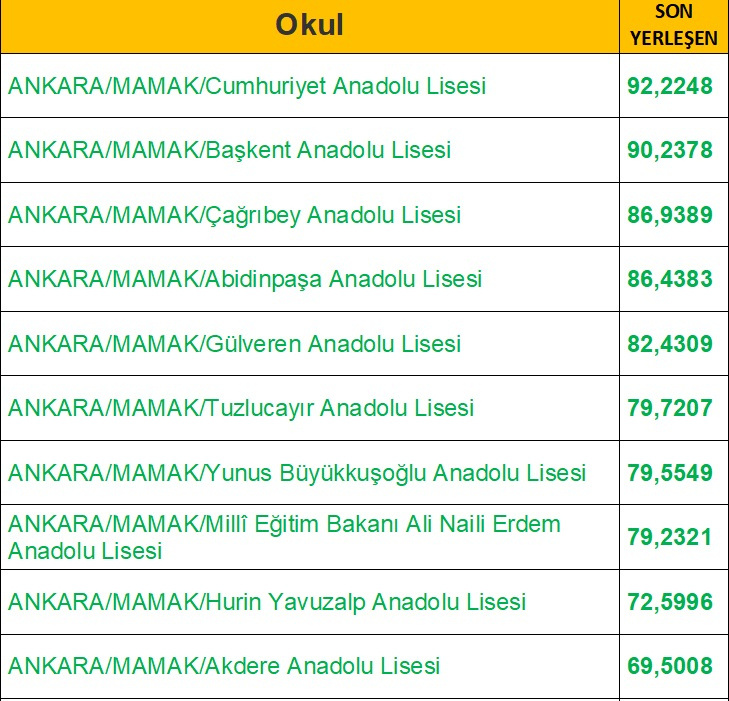 Okul
SON
YERLEŞEN
ANKARA/MAMAK/Cumhuriyet Anadolu Lisesi 92,2248
ANKARA/MAMAK/Başkent Anadolu Lisesi 90,2378
ANKARA/MAMAK/Çağrıbey Anadolu Lisesi 86,9389
ANKARA/MAMAK/Abidinpaşa Anadolu Lisesi 86,4383
ANKARA/MAMAK/Gülveren Anadolu Lisesi 82,4309
ANKARA/MAMAK/Tuzlucayır Anadolu Lisesi 79,7207
ANKARA/MAMAK/Yunus Büyükkuşoğlu Anadolu Lisesi 79,5549
ANKARA/MAMAK/Millî Eğitim Bakanı Ali Naili Erdem
Anadolu Lisesi 79,2321
ANKARA/MAMAK/Hurin Yavuzalp Anadolu Lisesi 72,5996
ANKARA/MAMAK/Akdere Anadolu Lisesi 69,5008